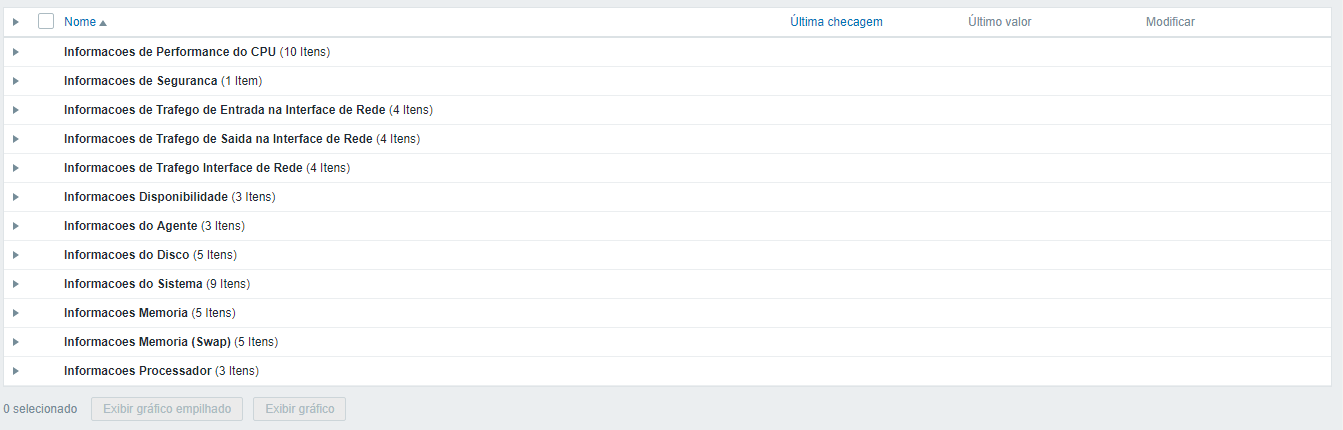 Nome Última checagem Último valor Modificar
Informacoes de Performance do CPU (10 Itens)
Informacoes de Seguranca (1 Item)
Informacoes de Trafego de Entrada na Interface de Rede (4 Itens)
Informacoes de Trafego de Saida na Interface de Rede (4 Itens)
Informacoes de Trafego Interface de Rede (4 Itens)
Informacoes Disponibilidade (3 Itens)
Informacoes do Agente (3 Itens)
Informacoes do Disco (5 Itens)
Informacoes do Sistema (9 Itens)
Informacoes Memoria (5 Itens)
Informacoes Memoria (Swap) (5 Itens)
Informacoes Processador (3 Itens)
0 selecionado Exibir gráfico empilhado Exibir gráfico